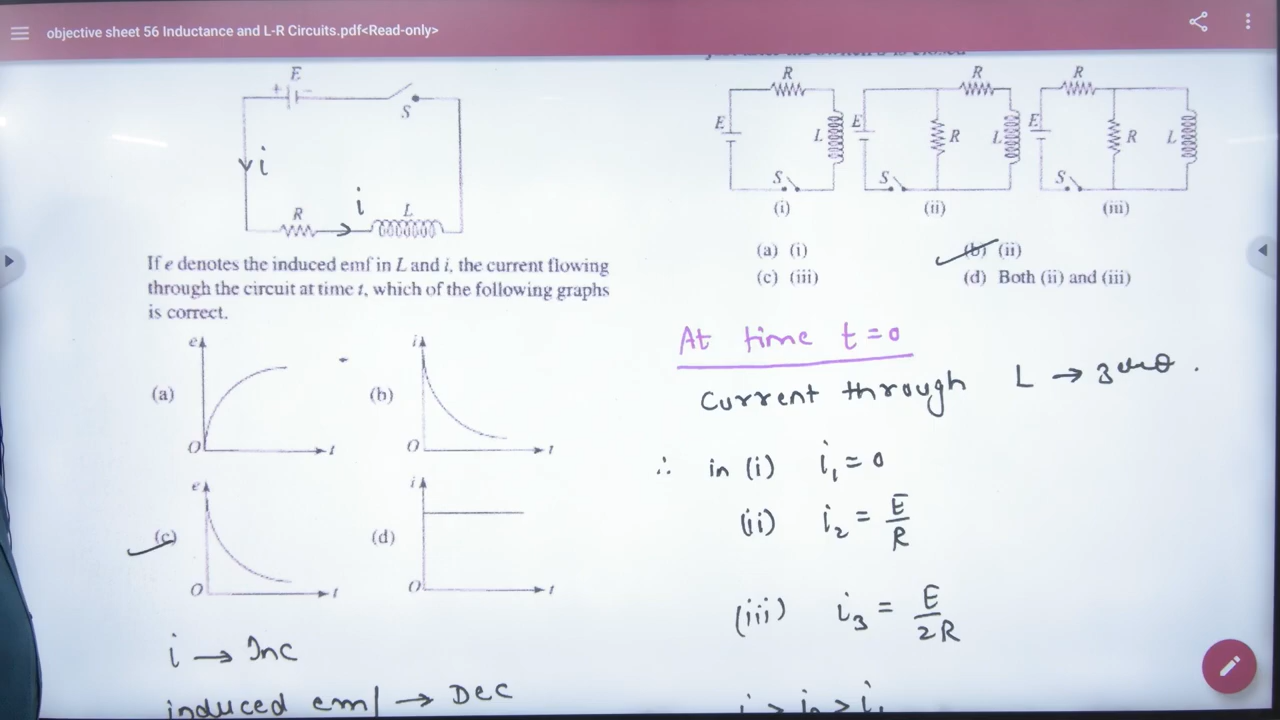 objective sheet 56 Inductance and L-R Circuits.pdf<Read-only>
E
+ −
S
i
i
R
L
If e denotes the induced emf in L and i, the current flowing
through the circuit at time t, which of the following graphs
is correct.
(a) e O t
(b) i O t
(c) e O t
(d) i O t
i → Inc
induced emf → Dec
R R R
E L E R L E R L
S S S
(i) (ii) (iii)
(a) (i) (b) (ii)
(c) (iii) (d) Both (ii) and (iii)
At time t=0
Current through L → zero.
∴ in (i) i₁ = 0
(ii) i₂ = E/R
(iii) i₃ = E/2R